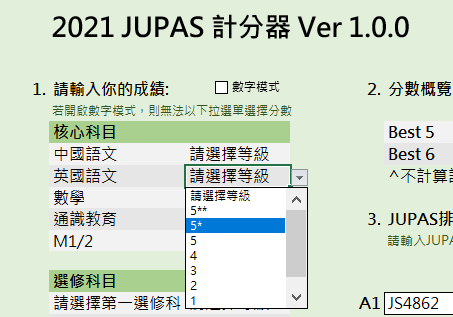 2021 JUPAS 計分器 Ver 1.0.0
1. 請輸入你的成績:
數字模式
若開啟數字模式，則無法以下拉選單選擇分數
核心科目
中國語文 請選擇等級
英國語文 請選擇等級
數學
通識教育
M1/2
請選擇等級
5**
5*
5
4
3
2
1
選修科目
請選擇第一選修科
2. 分數概覽
Best 5
Best 6
^不計算
3. JUPAS排
請輸入JUP
A1 JS4862